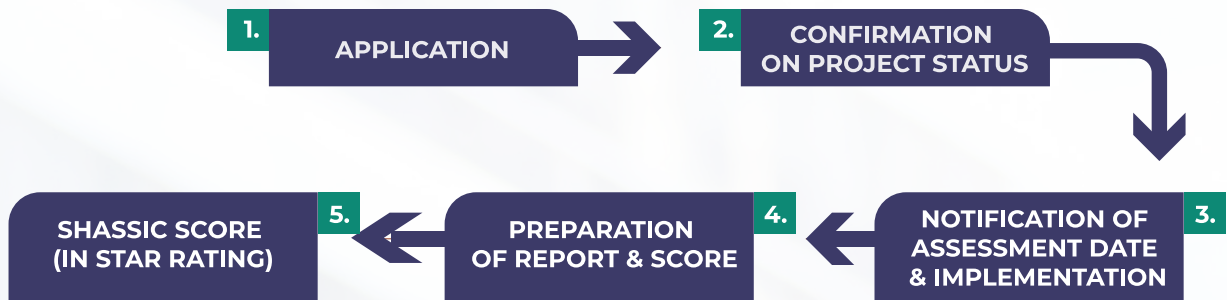 1.
APPLICATION
2.
CONFIRMATION
ON PROJECT STATUS
3.
NOTIFICATION OF
ASSESSMENT DATE
& IMPLEMENTATION
4.
PREPARATION
OF REPORT & SCORE
5.
SHASSIC SCORE
(IN STAR RATING)